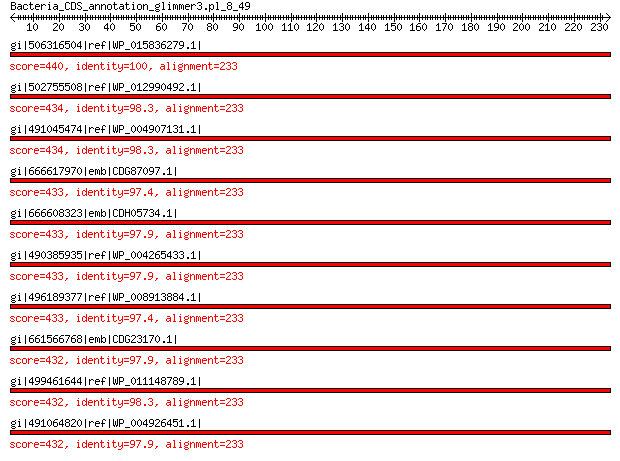 Bacteria_CDS_annotation_glimmer3.pl_8_49
10 20 30 40 50 60 70 80 90 100 110 120 130 140 150 160 170 180 190 200 210 220 230
gi|506316504|ref|WP_015836279.1|
score=440, identity=100, alignment=233
gi|502755508|ref|WP_012990492.1|
score=434, identity=98.3, alignment=233
gi|491045474|ref|WP_004907131.1|
score=434, identity=98.3, alignment=233
gi|666617970|emb|CDG87097.1|
score=433, identity=97.4, alignment=233
gi|666608323|emb|CDH05734.1|
score=433, identity=97.9, alignment=233
gi|490385935|ref|WP_004265433.1|
score=433, identity=97.9, alignment=233
gi|496189377|ref|WP_008913884.1|
score=433, identity=97.4, alignment=233
gi|661566768|emb|CDG23170.1|
score=432, identity=97.9, alignment=233
gi|499461644|ref|WP_011148789.1|
score=432, identity=98.3, alignment=233
gi|491064820|ref|WP_004926451.1|
score=432, identity=97.9, alignment=233